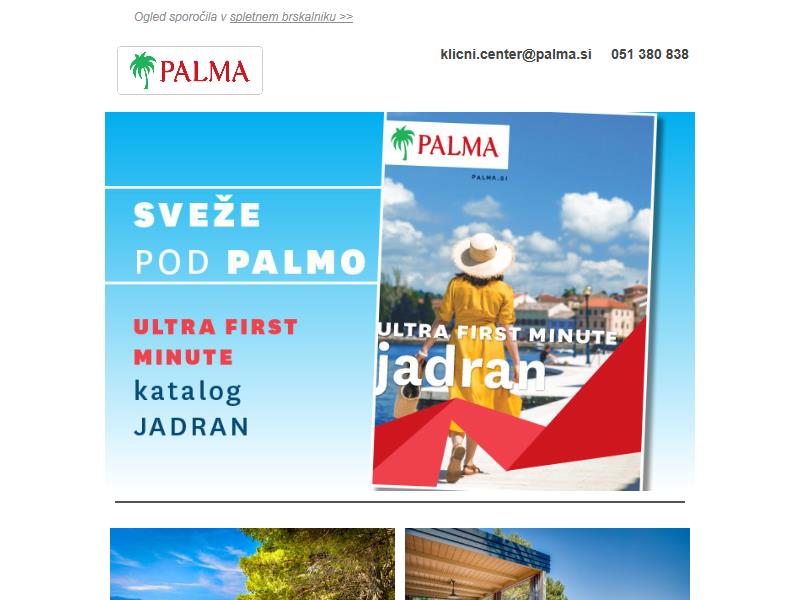 Ogled sporočila v spletnem brskalniku >>
PALMA
klicni.center@palma.si 051 380 838
SVEŽE
POD PALMO
ULTRA FIRST
MINUTE
katalog
JADRAN
PALMA
PALMA.SI
ULTRA FIRST MINUTE
jadran